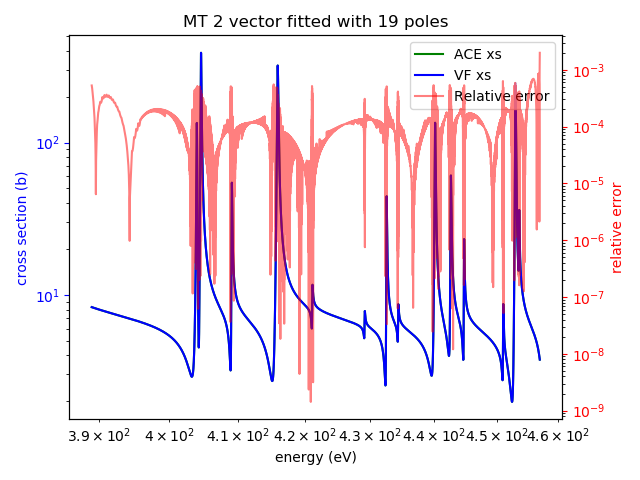 MT 2 vector fitted with 19 poles
cross section (b)
10²
10¹
ACE xs
VF xs
Relative error
10⁻³
10⁻⁴
10⁻⁵
10⁻⁶
10⁻⁷
10⁻⁸
10⁻⁹
relative error
3.9 × 10² 4 × 10² 4.1 × 10² 4.2 × 10² 4.3 × 10² 4.4 × 10² 4.5 × 10² 4.6 × 10²
energy (eV)